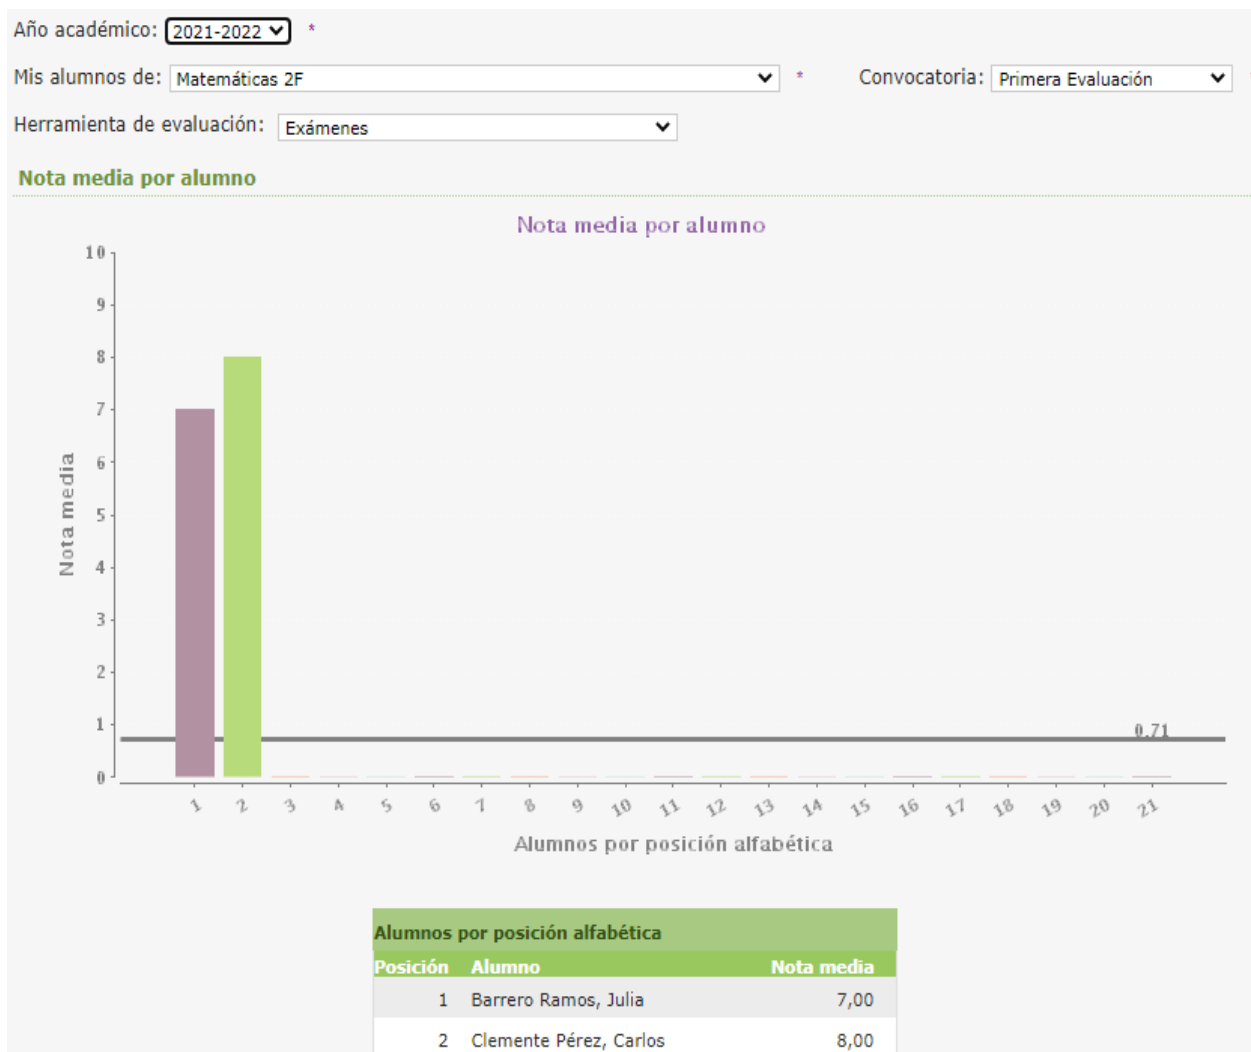 Año académico: 2021-2022 *
Mis alumnos de: Matemáticas 2F * Convocatoria: Primera Evaluación *
Herramienta de evaluación: Exámenes
Nota media por alumno
Nota media por alumno
10
9
8
7
6
5
4
3
2
1
0
Nota media
0.71
1 2 3 4 5 6 7 8 9 10 11 12 13 14 15 16 17 18 19 20 21
Alumnos por posición alfabética
Alumnos por posición alfabética
Posición Alumno Nota media
1 Barrero Ramos, Julia 7,00
2 Clemente Pérez, Carlos 8,00